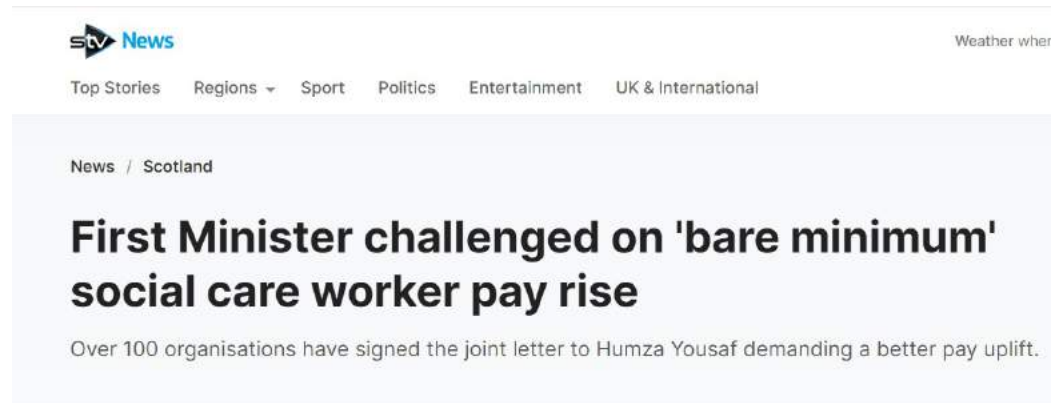 STV News
Weather wher
Top Stories Regions Sport Politics Entertainment UK & International
News / Scotland
First Minister challenged on 'bare minimum'
social care worker pay rise
Over 100 organisations have signed the joint letter to Humza Yousaf demanding a better pay uplift.